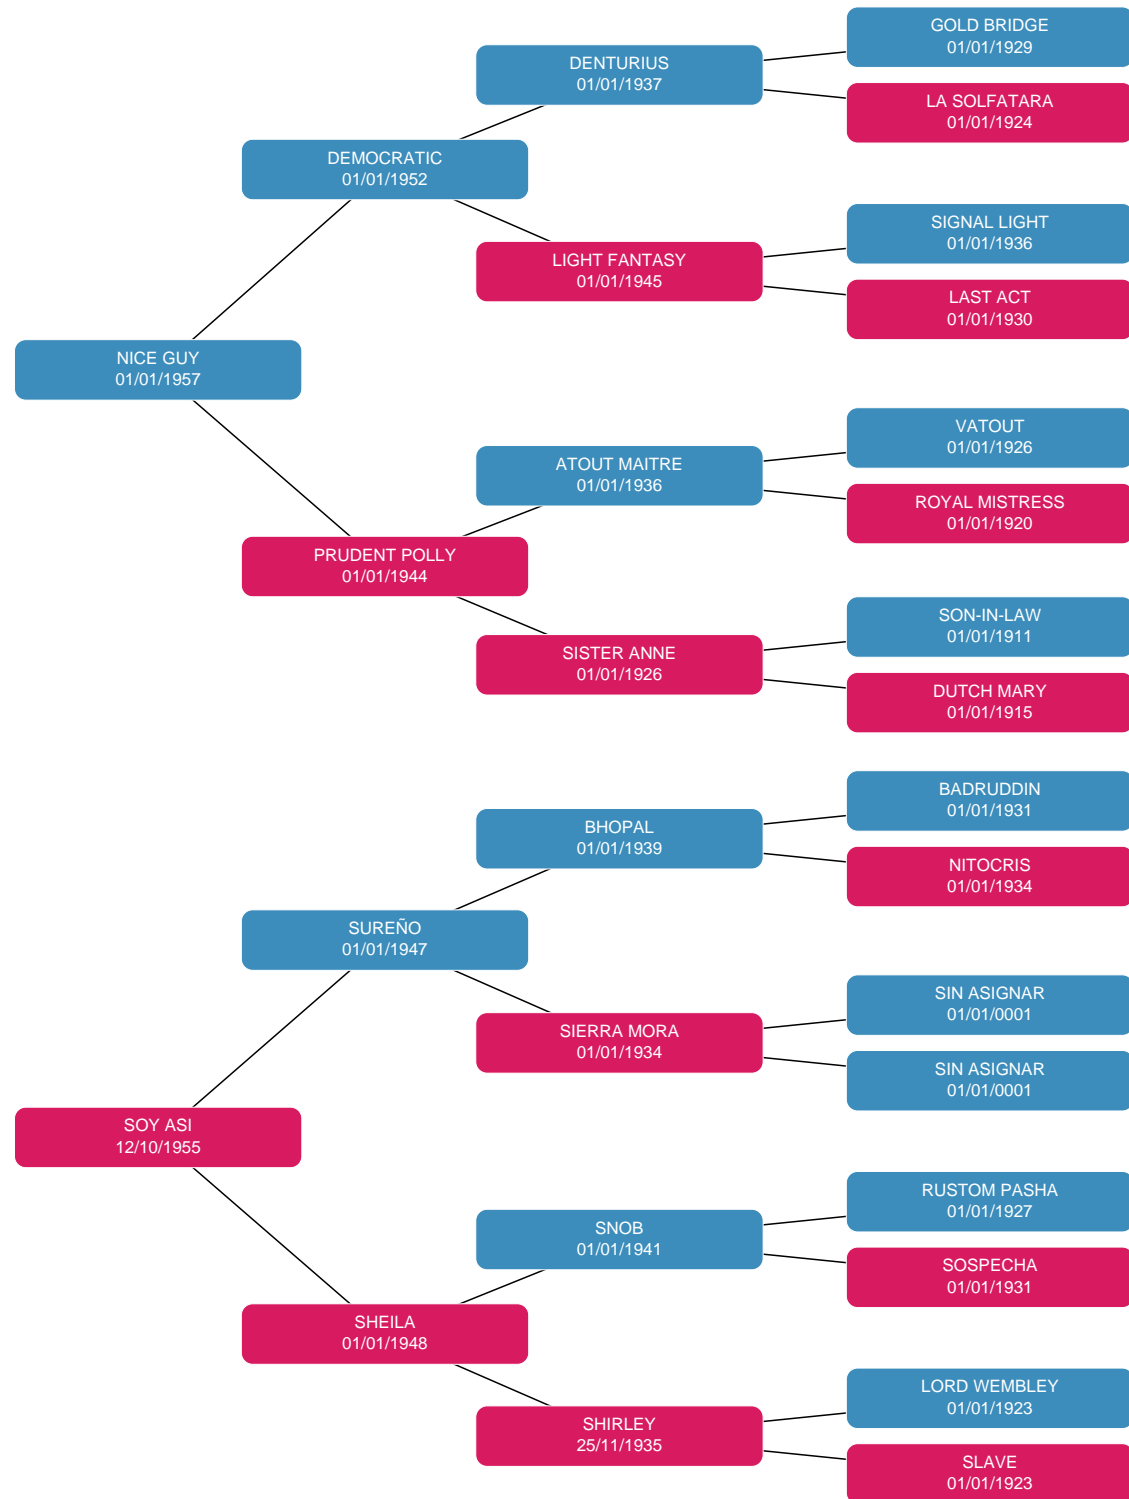 GOLD BRIDGE
01/01/1929
DENTURIUS
01/01/1937
LA SOLFATARA
01/01/1924
DEMOCRATIC
01/01/1952
SIGNAL LIGHT
01/01/1936
LIGHT FANTASY
01/01/1945
LAST ACT
01/01/1930
NICE GUY
01/01/1957
VATOUT
01/01/1926
ATOUT MAITRE
01/01/1936
ROYAL MISTRESS
01/01/1920
PRUDENT POLLY
01/01/1944
SON-IN-LAW
01/01/1911
SISTER ANNE
01/01/1926
DUTCH MARY
01/01/1915
BADRUDDIN
01/01/1931
BHOPAL
01/01/1939
NITOCRIS
01/01/1934
SUREÑO
01/01/1947
SIN ASIGNAR
01/01/0001
SIERRA MORA
01/01/1934
SIN ASIGNAR
01/01/0001
SOY ASI
12/10/1955
RUSTOM PASHA
01/01/1927
SNOB
01/01/1941
SOSPECHA
01/01/1931
SHEILA
01/01/1948
LORD WEMBLEY
01/01/1923
SHIRLEY
25/11/1935
SLAVE
01/01/1923